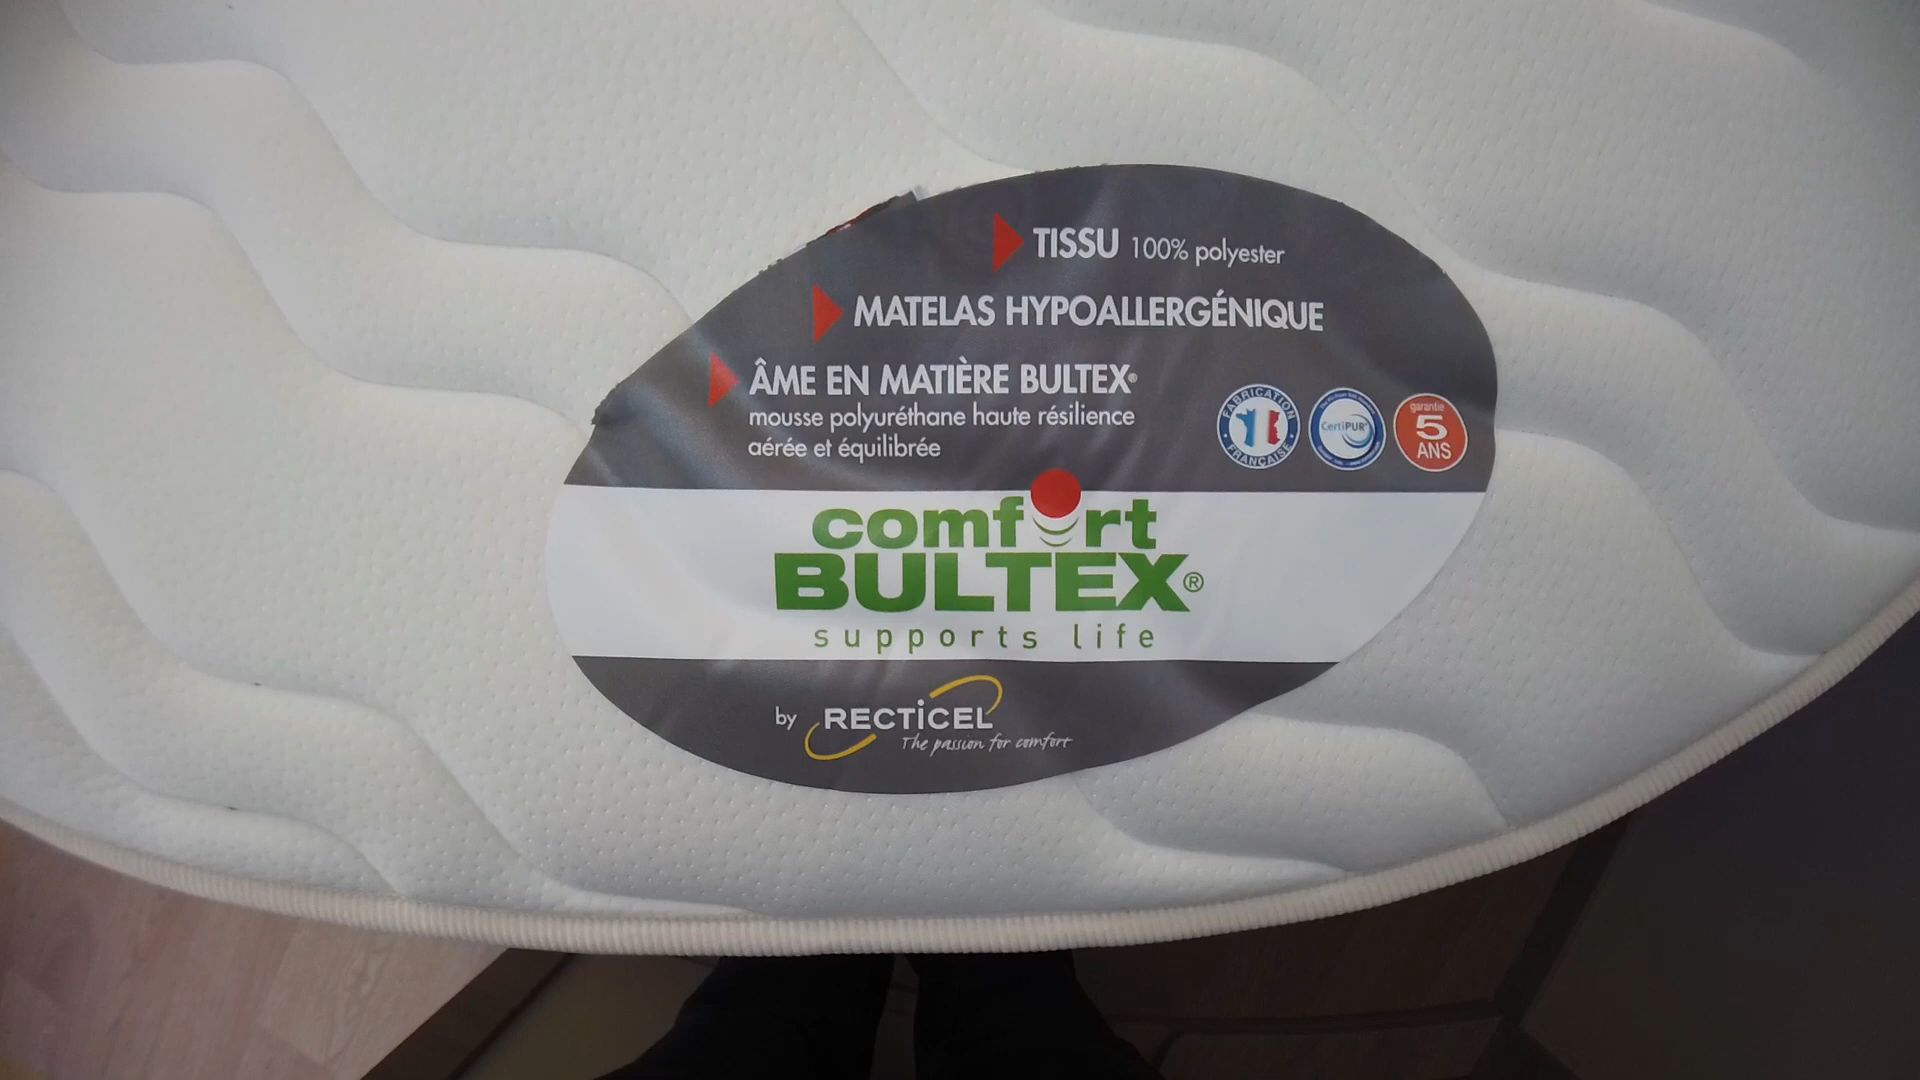 TISSU 100% polyester
MATELAS HYPOALLERGÉNIQUE
ÂME EN MATIÈRE BULTEX®
mousse polyuréthane haute résilience
aérée et équilibrée
FABRICATION
FRANÇAISE
CertiPUR
garantie
5
ANS
comfort
BULTEX®
supports life
by RECTICEL
The passion for comfort